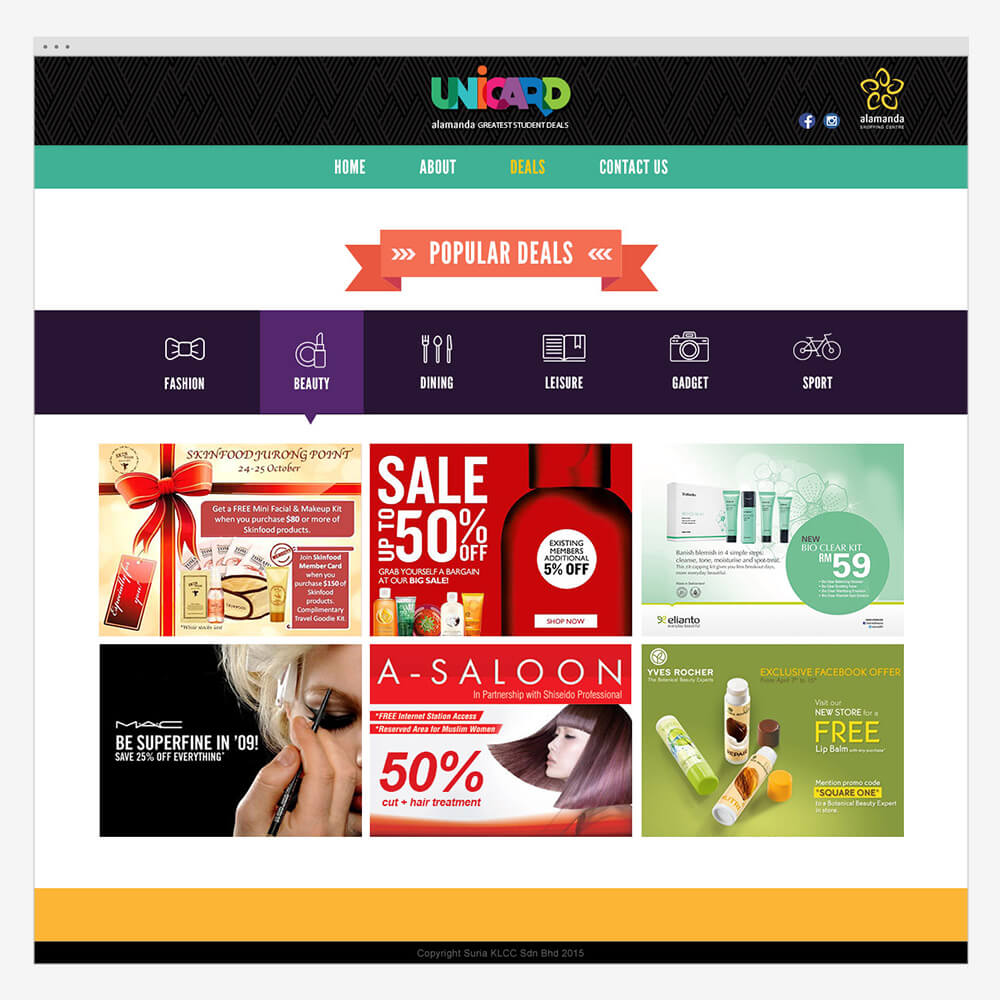 UNiCARD
alamanda GREATEST STUDENT DEALS
alamanda
SHOPPING CENTRE
HOME
ABOUT
DEALS
CONTACT US
POPULAR DEALS
FASHION
BEAUTY
DINING
LEISURE
GADGET
SPORT
SKINFOOD JURONG POINT
24-25 October
Get a FREE Mini Facial & Makeup Kit
when you purchase $80 or more of
Skinfood products.
Join Skinfood
Member Card
when you
purchase $150 of
Skinfood
products.
Complimentary
Travel Goodie Kit.
Especially for
you
*While stocks last
SALE
UP TO
50%
OFF
GRAB YOURSELF A BARGAIN
AT OUR BIG SALE!
EXISTING
MEMBERS
ADDITIONAL
5% OFF
SHOP NOW
Banish blemish in 4 simple steps:
cleanse, tone, moisturise and spot-treat.
NEW
BIO CLEAR KIT
RM
59
elianto
everyday beautiful
MAC
BE SUPERFINE IN '09!
SAVE 25% OFF EVERYTHING*
A-SALOON
In Partnership with Shiseido Professional
*FREE Internet Station Access
*Reserved Area for Muslim Women
50%
cut + hair treatment
YVES ROCHER
The Botanical Beauty Experts
EXCLUSIVE FACEBOOK OFFER
Visit our
NEW STORE for a
FREE
Lip Balm with any purchase*
Mention promo code
"SQUARE ONE"
to a Botanical Beauty Expert
in store.
Copyright Suria KLCC Sdn Bhd 2015